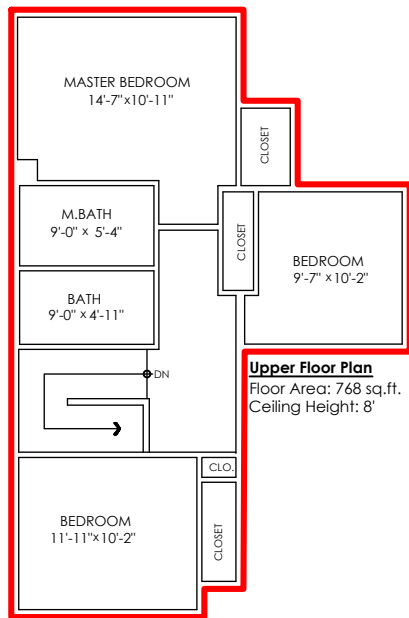 MASTER BEDROOM
14'-7"x10'-11"
CLOSET
M.BATH
9'-0" x 5'-4"
CLOSET
BEDROOM
9'-7" x10'-2"
BATH
9'-0" x 4'-11"
DN
Upper Floor Plan
Floor Area: 768 sq.ft.
Ceiling Height: 8'
CLO.
BEDROOM
11'-11"x10'-2"
CLOSET